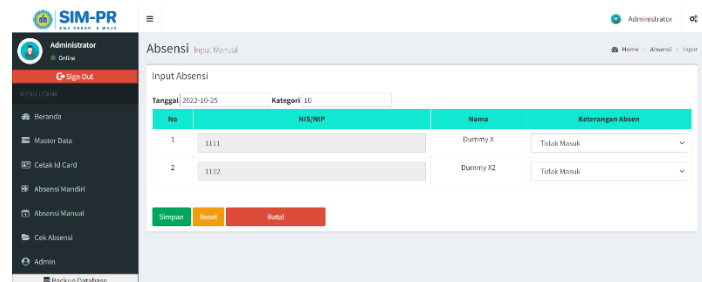 SIM-PR
Administrator
Administrator
Online
Sign Out
MENU UTAMA
Beranda
Master Data
Cetak Id Card
Absensi Mandiri
Absensi Manual
Cek Absensi
Admin
Backup Database
Absensi Input Manual
Home > Absensi > Input
Input Absensi
Tanggal 2022-10-25 Kategori 10
No NIS/NIP Nama Keterangan Absen
1 1111 Dummy X Tidak Masuk
2 1112 Dummy X2 Tidak Masuk
Simpan Reset Batal